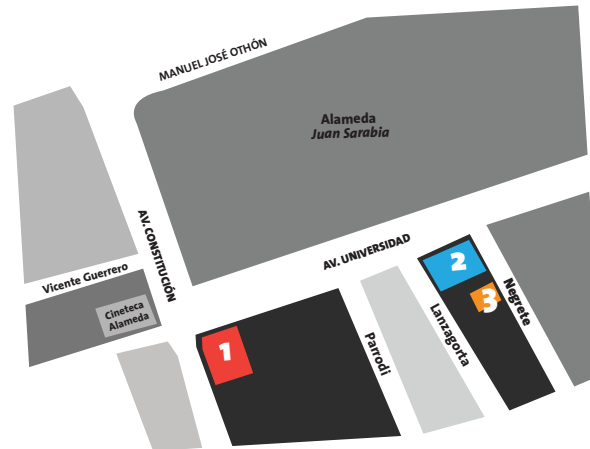 MANUEL JOSÉ OTHÓN
Alameda
Juan Sarabia
AV. CONSTITUCIÓN
AV. UNIVERSIDAD
Vicente Guerrero
Cineteca
Alameda
1
2
3
Parrodi
Lanzagorta
Negrete